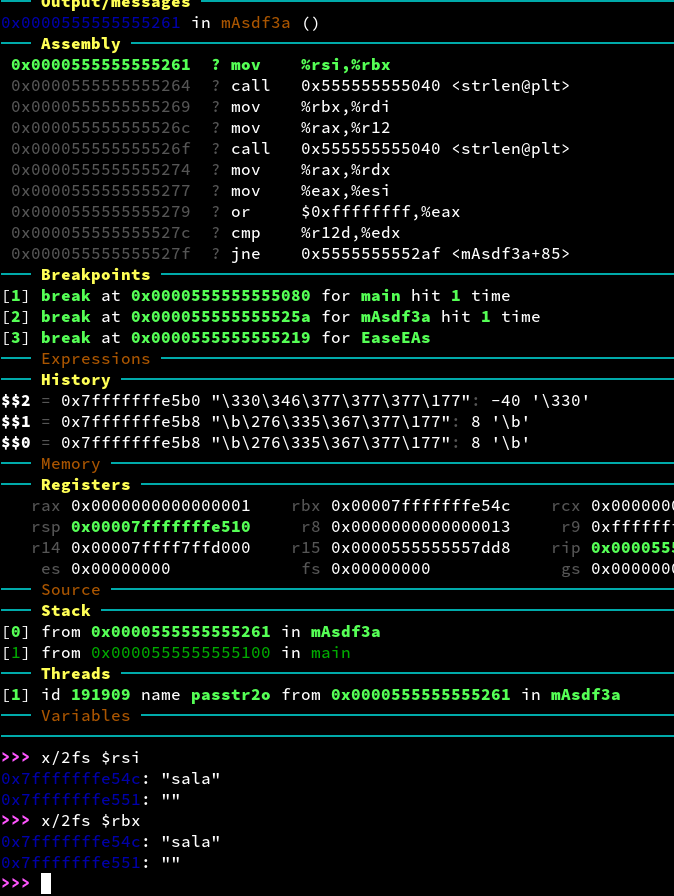 Output/messages
0x0000555555555261 in mAsdf3a ()
Assembly
0x0000555555555261 ? mov %rsi,%rbx
0x0000555555555264 ? call 0x555555555040 <strlen@plt>
0x0000555555555269 ? mov %rbx,%rdi
0x000055555555526c ? mov %rax,%r12
0x000055555555526f ? call 0x555555555040 <strlen@plt>
0x0000555555555274 ? mov %rax,%rdx
0x0000555555555277 ? mov %eax,%esi
0x0000555555555279 ? or $0xffffffff,%eax
0x000055555555527c ? cmp %r12d,%edx
0x000055555555527f ? jne 0x5555555552af <mAsdf3a+85>
Breakpoints
[1] break at 0x0000555555555080 for main hit 1 time
[2] break at 0x000055555555525a for mAsdf3a hit 1 time
[3] break at 0x0000555555555219 for EaseEAs
Expressions
History
$$2 = 0x7fffffffe5b0 "\330\346\377\377\377\177": -40 '\330'
$$1 = 0x7fffffffe5b8 "\b\276\335\367\377\177": 8 '\b'
$$0 = 0x7fffffffe5b8 "\b\276\335\367\377\177": 8 '\b'
Memory
Registers
rax 0x0000000000000001 rbx 0x00007fffffffe54c rcx 0x0000000
rsp 0x00007fffffffe510 r8 0x0000000000000013 r9 0xfffffff
r14 0x00007ffff7ffd000 r15 0x0000555555557dd8 rip 0x0000555
es 0x00000000 fs 0x00000000 gs 0x0000000
Source
Stack
[0] from 0x0000555555555261 in mAsdf3a
[1] from 0x0000555555555100 in main
Threads
[1] id 191909 name passtr2o from 0x0000555555555261 in mAsdf3a
Variables
>>> x/2fs $rsi
0x7fffffffe54c: "sala"
0x7fffffffe551: ""
>>> x/2fs $rbx
0x7fffffffe54c: "sala"
0x7fffffffe551: ""
>>>